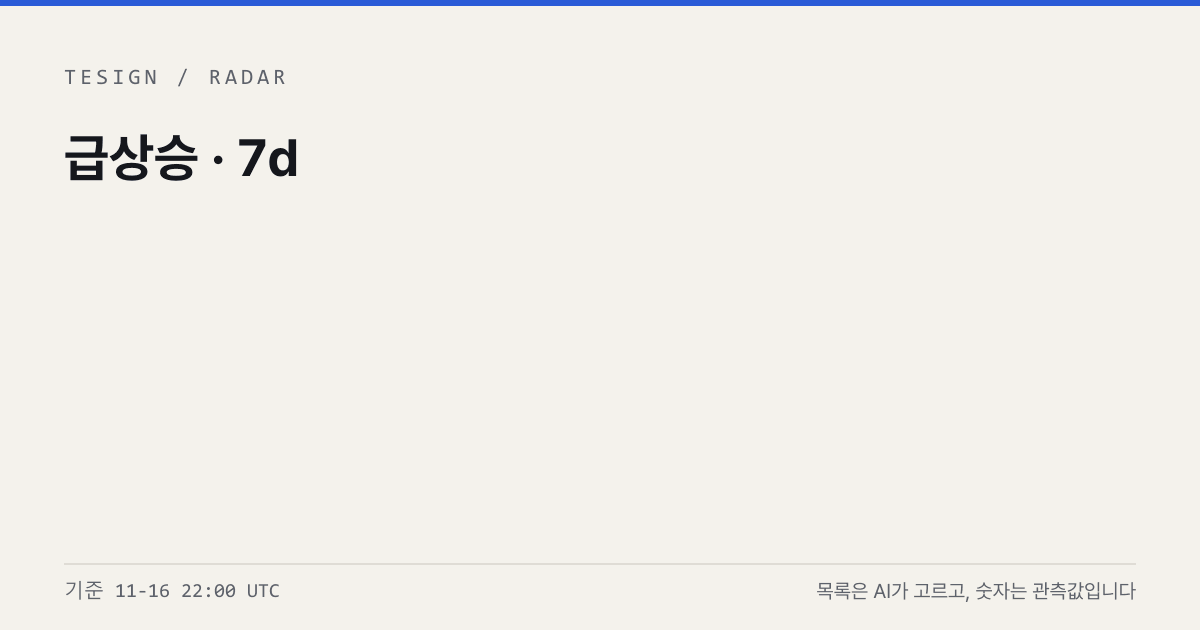 TESIGN / RADAR
급상승 · 7d
기준 11-16 22:00 UTC
목록은 AI가 고르고, 숫자는 관측값입니다